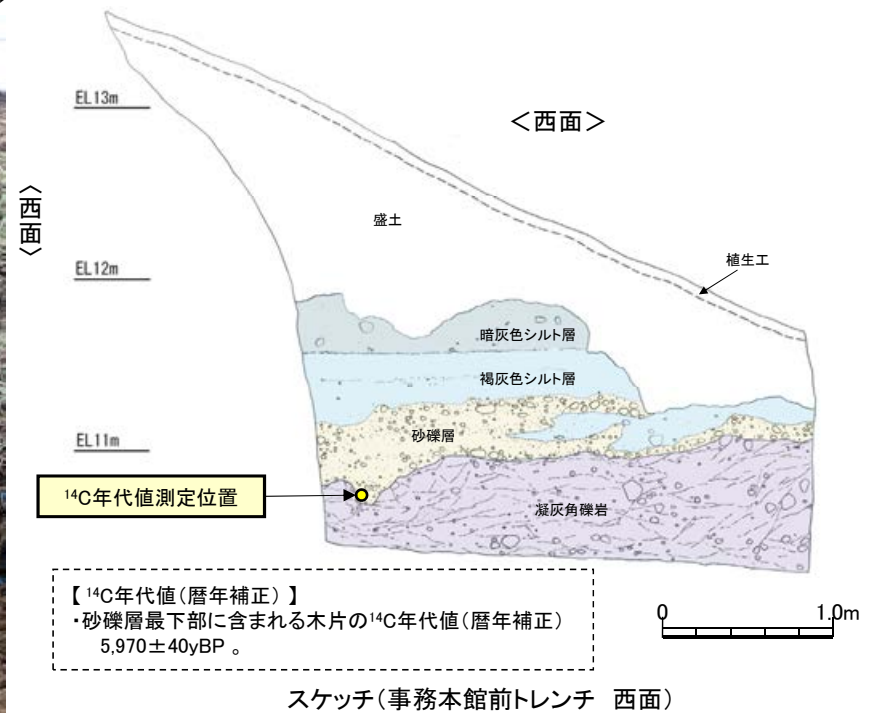 EL13m
<西面>
〈西面〉
盛土
EL12m
植生工
暗灰色シルト層
褐灰色シルト層
砂礫層
EL11m
¹⁴C年代値測定位置
凝灰角礫岩
【 ¹⁴C年代値(暦年補正) 】
・砂礫層最下部に含まれる木片の¹⁴C年代値(暦年補正)
5,970±40yBP 。
0 1.0m
スケッチ(事務本館前トレンチ 西面)